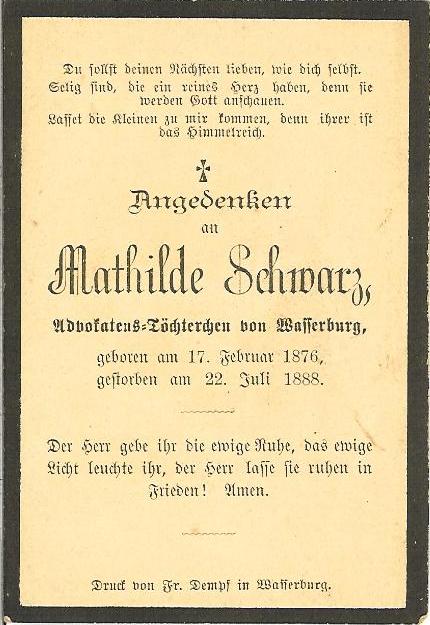 Du sollst deinen Nächsten lieben, wie dich selbst.
Selig sind, die ein reines Herz haben, denn sie
werden Gott anschauen.
Lasset die Kleinen zu mir kommen, denn ihrer ist
das Himmelreich.
Angedenken
an
Mathilde Schwarz,
Advokatens-Töchterchen von Wasserburg,
geboren am 17. Februar 1876,
gestorben am 22. Juli 1888.
Der Herr gebe ihr die ewige Ruhe, das ewige
Licht leuchte ihr, der Herr lasse sie ruhen in
Frieden! Amen.
Druck von Fr. Dempf in Wasserburg.